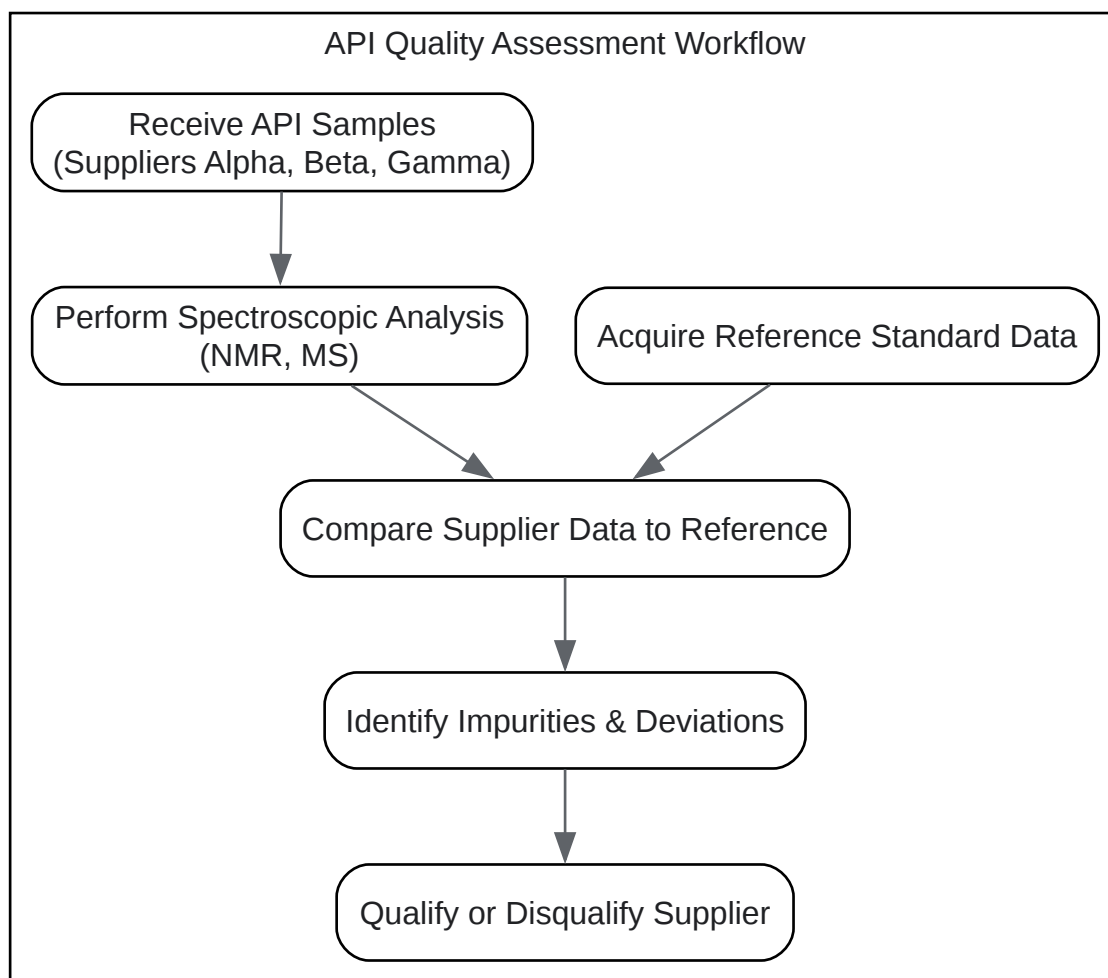 API Quality Assessment Workflow
Receive API Samples
(Suppliers Alpha, Beta, Gamma)
Perform Spectroscopic Analysis
(NMR, MS)
Acquire Reference Standard Data
Compare Supplier Data to Reference
Identify Impurities & Deviations
Qualify or Disqualify Supplier